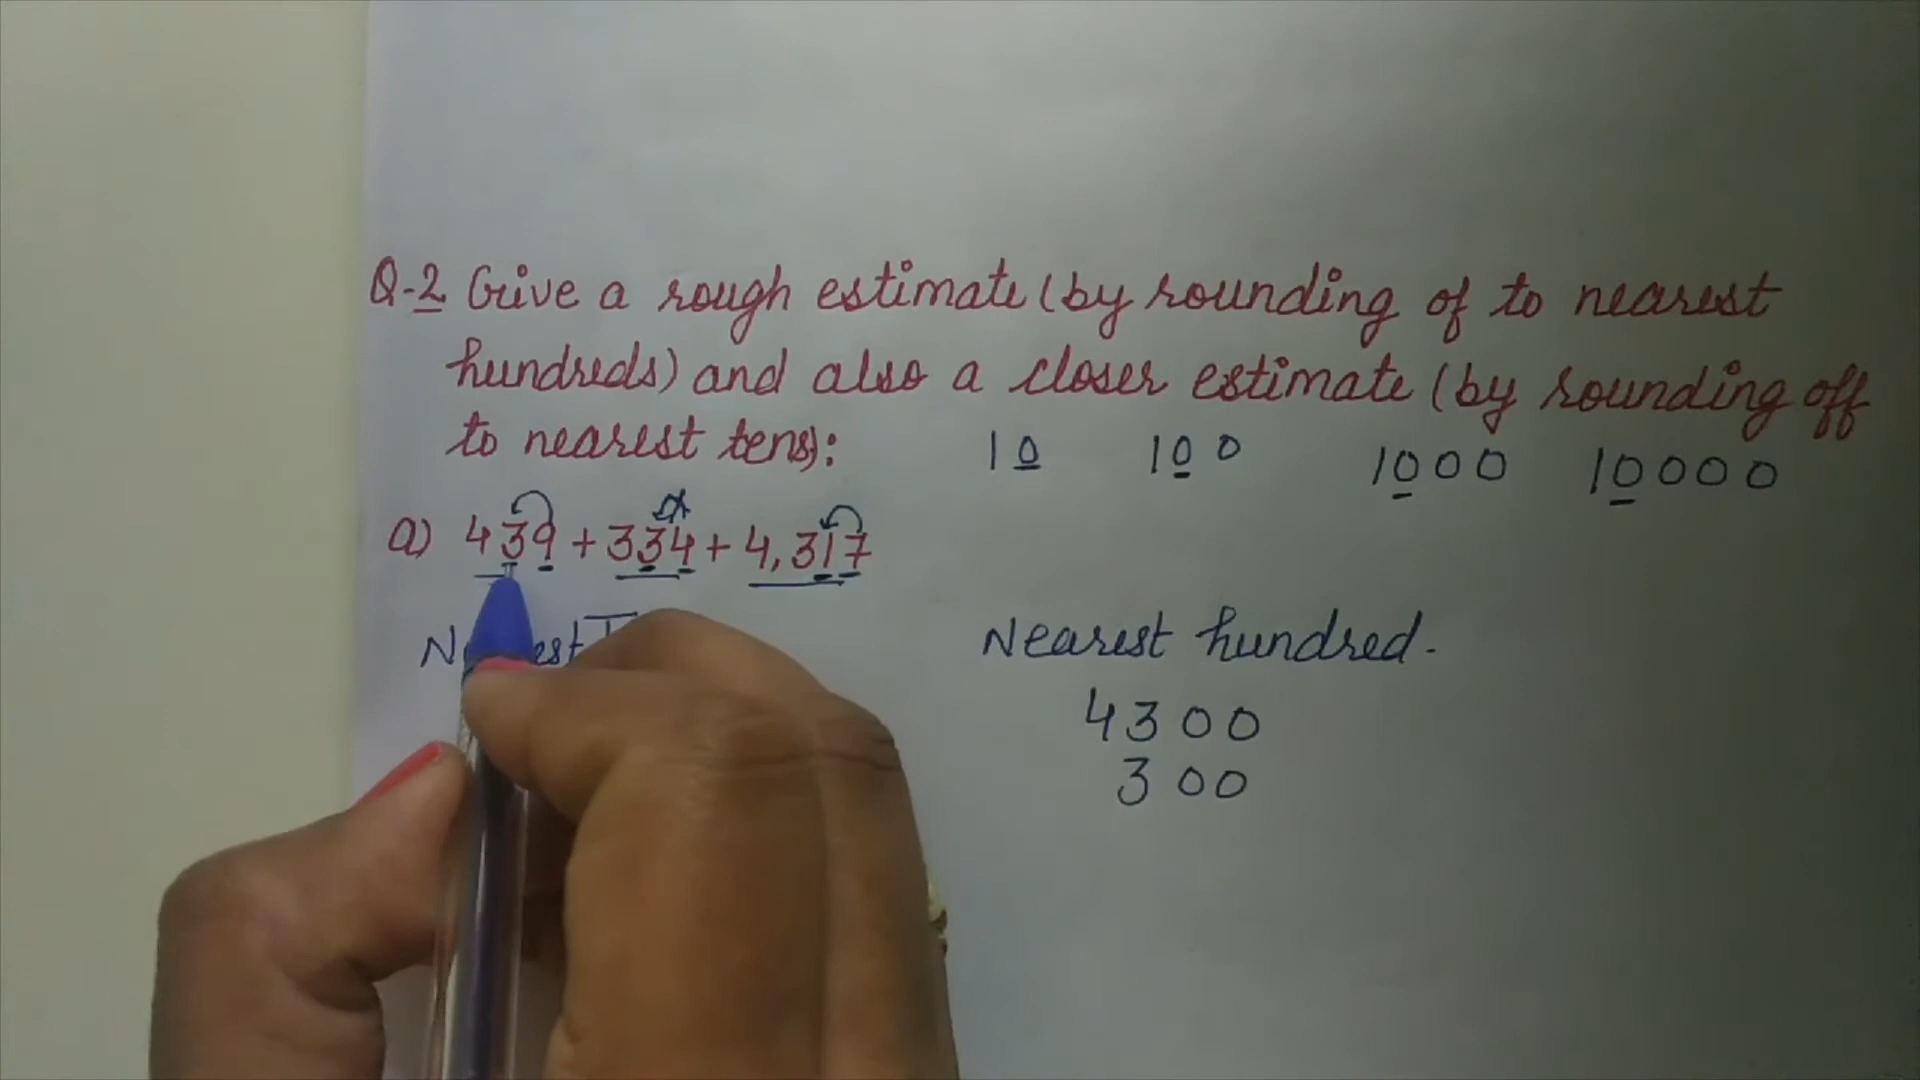 Q-2 Give a rough estimate (by rounding of to nearest
hundreds) and also a closer estimate (by rounding off
to nearest tens):
10 100 1000 10000
a) 439 + 334 + 4,317
Nearest hundred.
4300
300